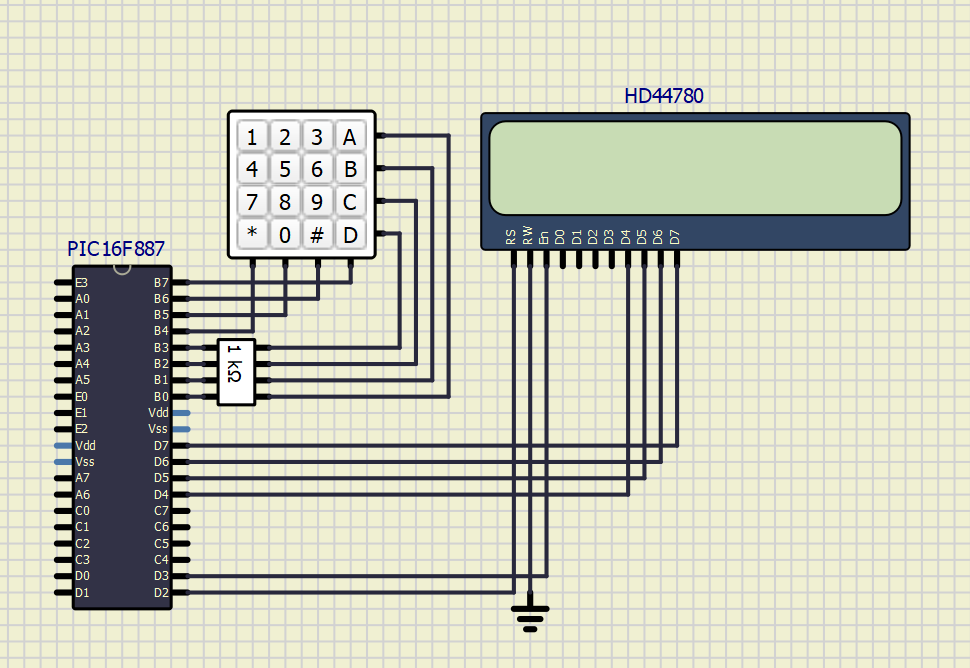 HD44780
1 2 3 A
4 5 6 B
7 8 9 C
* 0 # D
RS RW En D0 D1 D2 D3 D4 D5 D6 D7
PIC16F887
E3 B7
A0 B6
A1 B5
A2 B4
A3 B3
A4 B2
A5 B1
E0 B0
1 kΩ
E1 Vdd
E2 Vss
Vdd D7
Vss D6
A7 D5
A6 D4
C0 C7
C1 C6
C2 C5
C3 C4
D0 D3
D1 D2